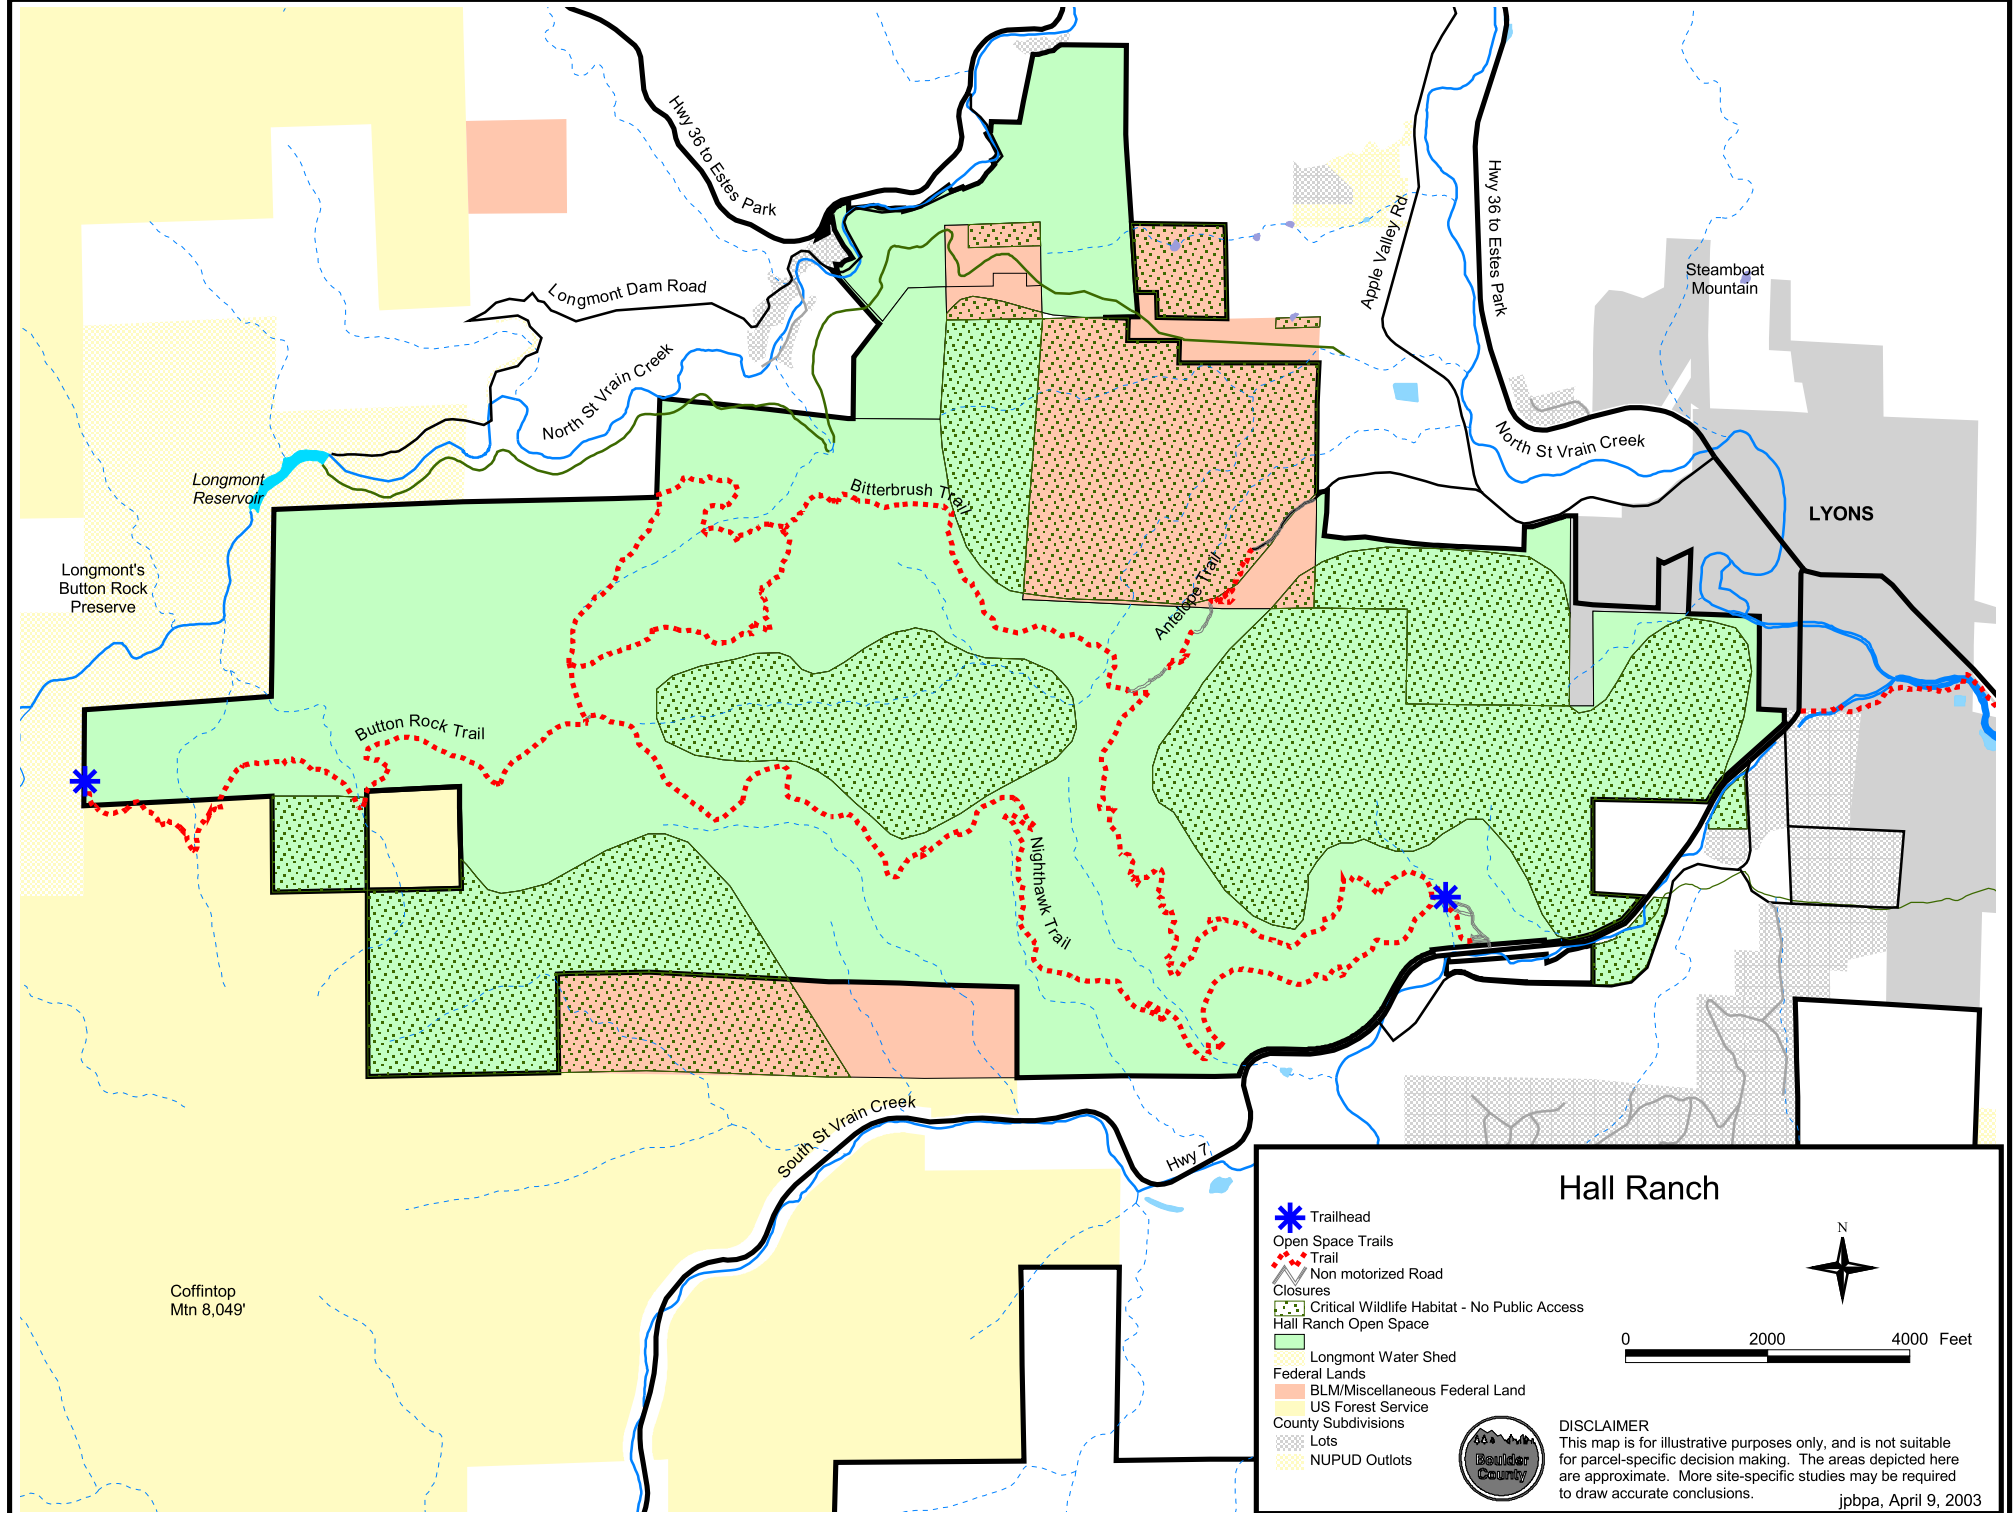 Hwy 36 to Estes Park
Hwy 36 to Estes Park
Apple Valley Rd
Steamboat
Mountain
Longmont Dam Road
North St Vrain Creek
North St Vrain Creek
Longmont
Reservoir
Bitterbrush Trail
LYONS
Longmont's
Button Rock
Preserve
Antelope Trail
Button Rock Trail
Nighthawk Trail
South St Vrain Creek
Hwy 7
Coffintop
Mtn 8,049'
Hall Ranch
Trailhead
Open Space Trails
Trail
Non motorized Road
Closures
Critical Wildlife Habitat - No Public Access
Hall Ranch Open Space
Longmont Water Shed
Federal Lands
BLM/Miscellaneous Federal Land
US Forest Service
County Subdivisions
Lots
NUPUD Outlots
N
0 2000 4000 Feet
Boulder
County
DISCLAIMER
This map is for illustrative purposes only, and is not suitable
for parcel-specific decision making. The areas depicted here
are approximate. More site-specific studies may be required
to draw accurate conclusions.
jpbpa, April 9, 2003